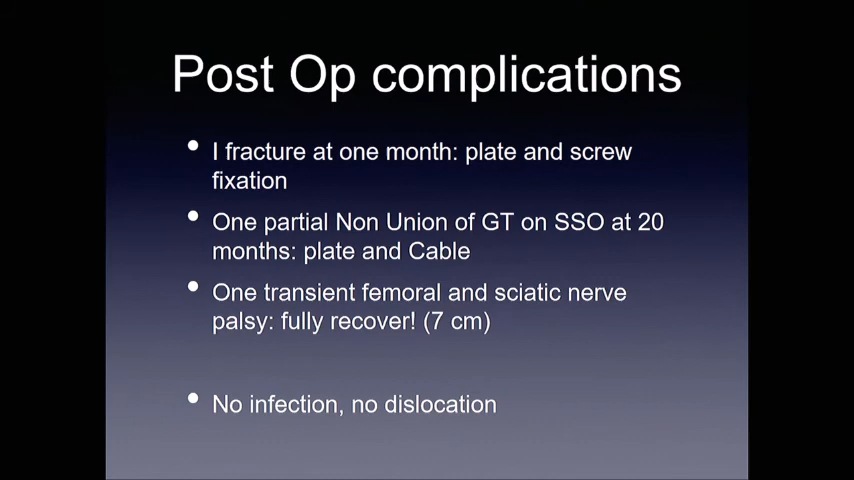 Post Op complications
• I fracture at one month: plate and screw
fixation
• One partial Non Union of GT on SSO at 20
months: plate and Cable
• One transient femoral and sciatic nerve
palsy: fully recover! (7 cm)
• No infection, no dislocation